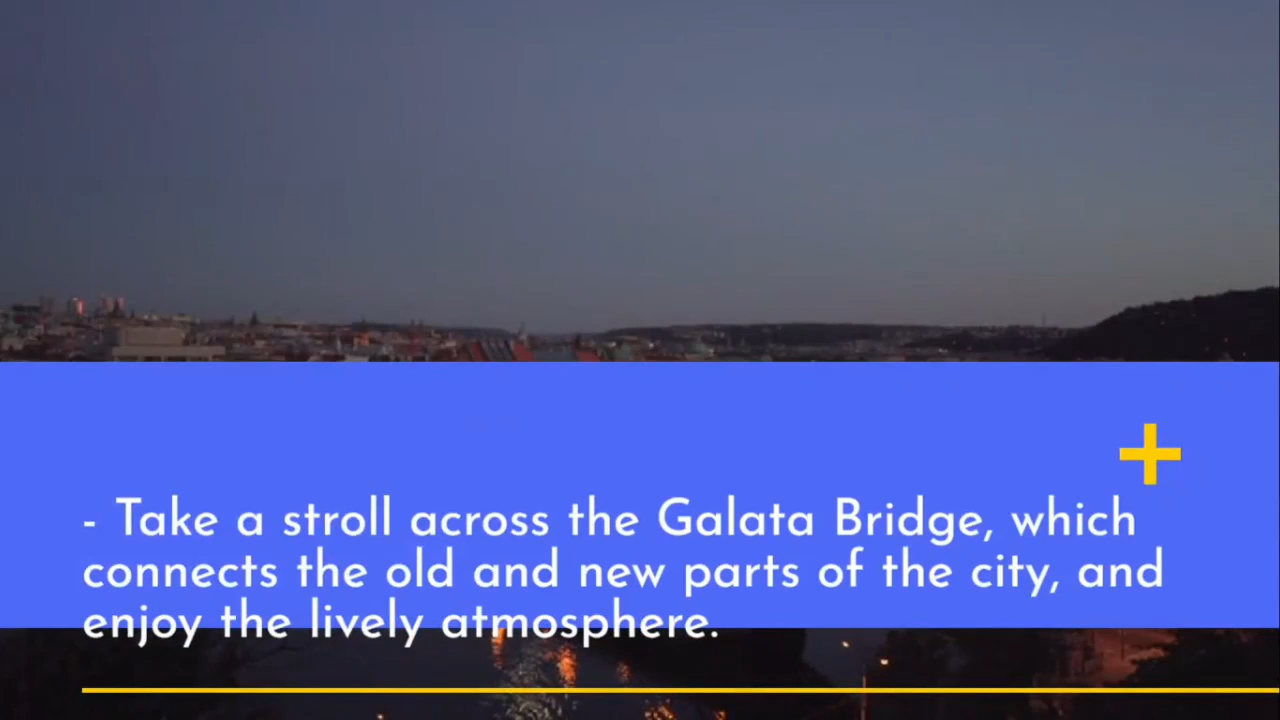 - Take a stroll across the Galata Bridge, which
connects the old and new parts of the city, and
enjoy the lively atmosphere.